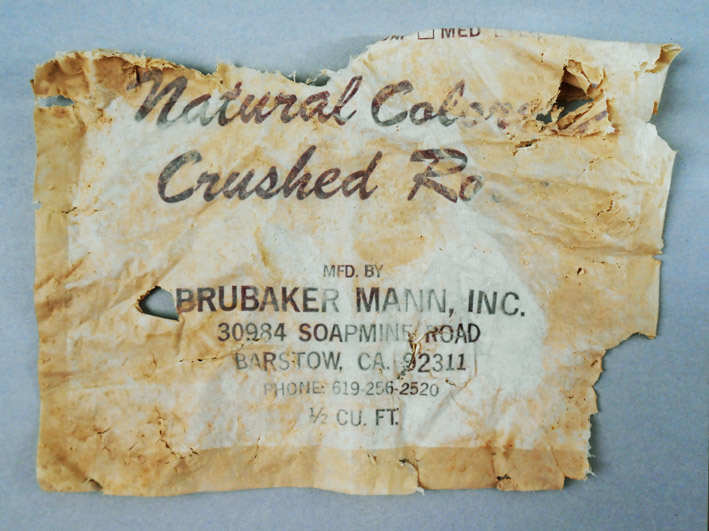 MED
Natural Color
Crushed Ro
MFD. BY
BRUBAKER MANN, INC.
30984 SOAPMINE ROAD
BARSTOW, CA. 92311
PHONE: 619-256-2520
½ CU. FT.